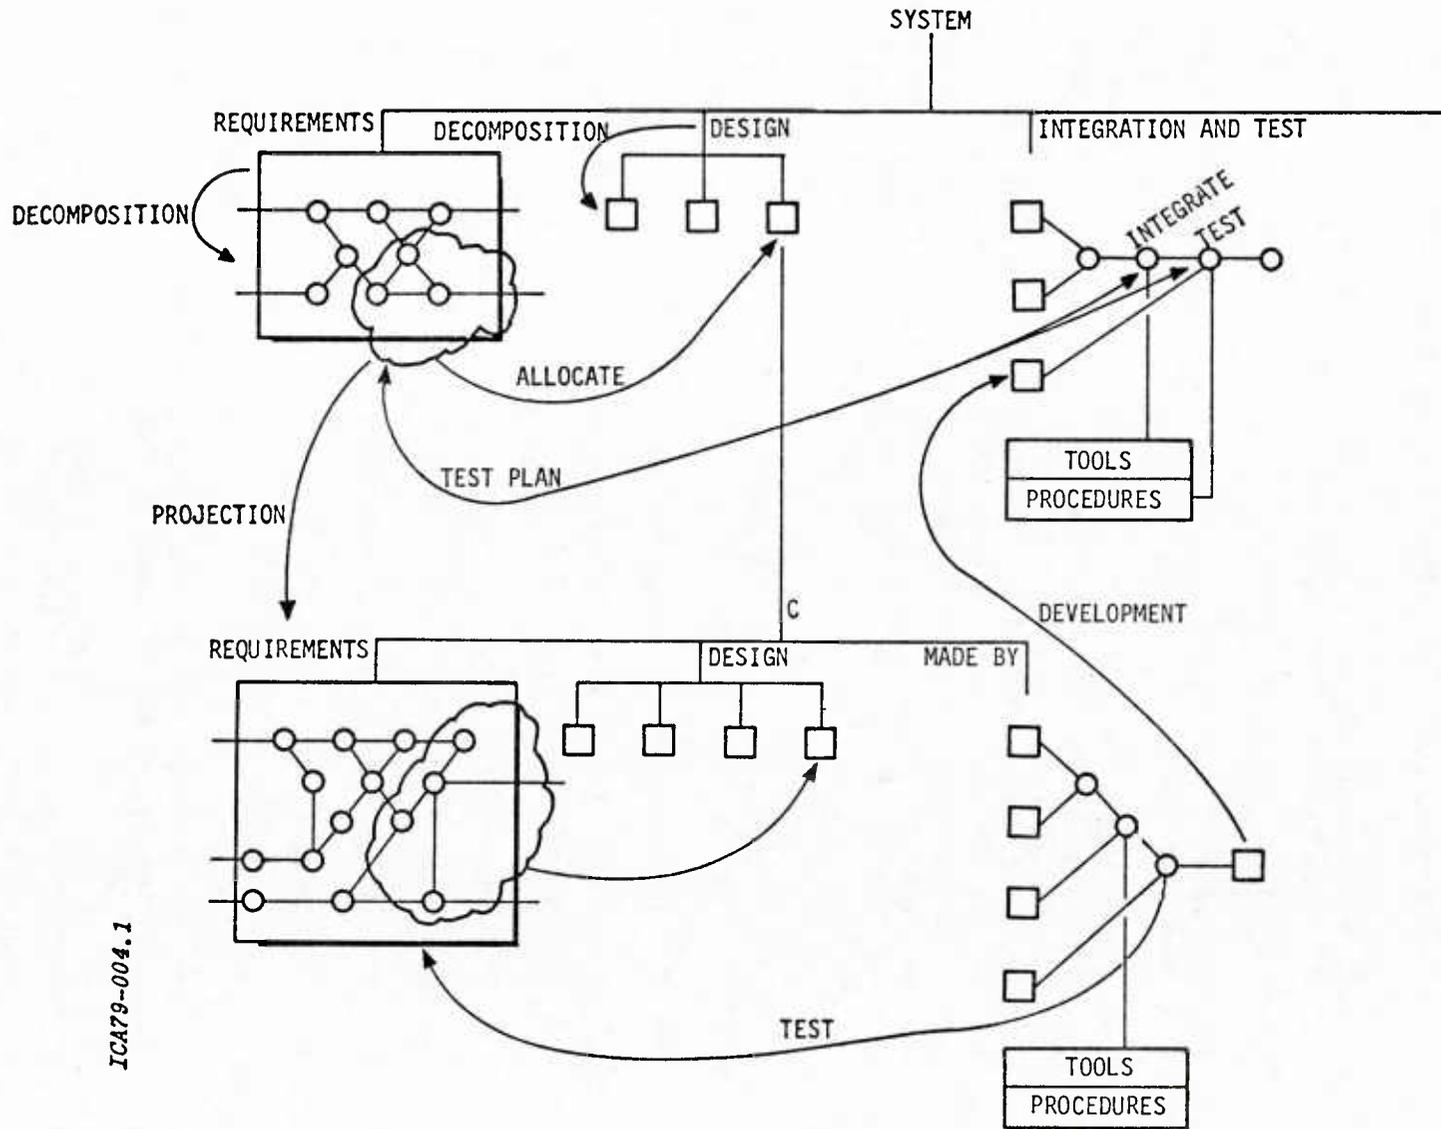 SYSTEM
REQUIREMENTS
DECOMPOSITION
DESIGN
INTEGRATION AND TEST
DECOMPOSITION
INTEGRATE
TEST
ALLOCATE
TEST PLAN
TOOLS
PROCEDURES
PROJECTION
C
DEVELOPMENT
REQUIREMENTS
DESIGN
MADE BY
TEST
TOOLS
PROCEDURES
ICA79-004.1